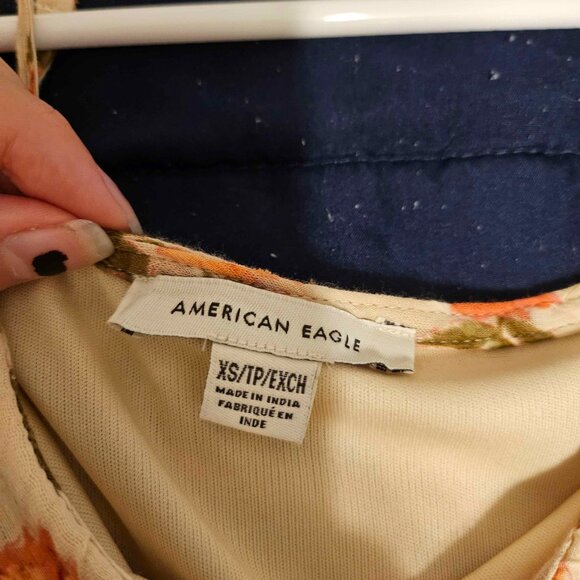 AMERICAN EAGLE
XS/TP/EXCH
MADE IN INDIA
FABRIQUÉ EN
INDE